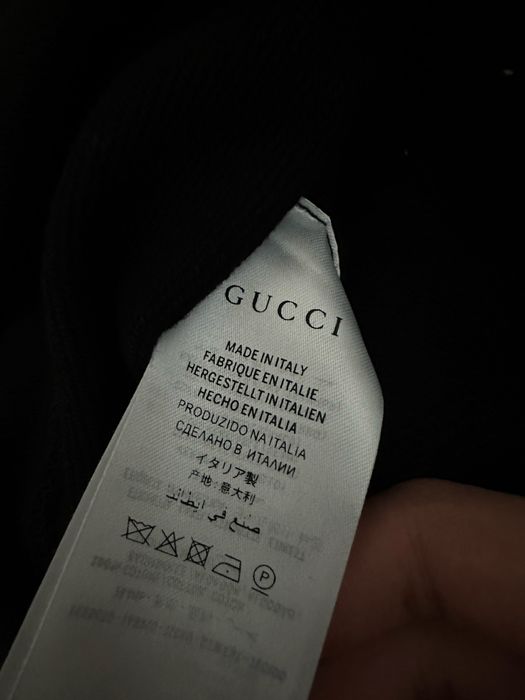 GUCCI
MADE IN ITALY
FABRIQUE EN ITALIE
HERGESTELLT IN ITALIEN
HECHO EN ITALIA
PRODUZIDO NA ITALIA
СДЕЛАНО В ИТАЛИИ
イタリア製
产地:意大利
صنع في ايطاليا
P